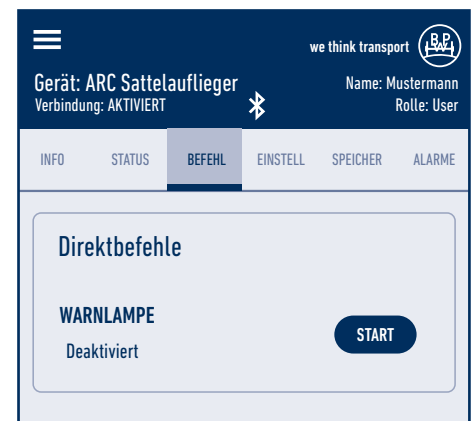 we think transport BPW
Gerät: ARC Sattelauflieger
Name: Mustermann
Verbindung: AKTIVIERT
Rolle: User
INFO STATUS BEFEHL EINSTELL SPEICHER ALARME
Direktbefehle
WARNLAMPE
Deaktiviert
START